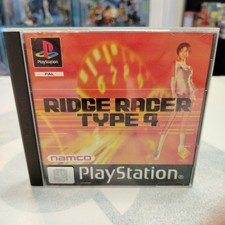 PlayStation
PAL
RIDGE RACER
TYPE 4
namco
PlayStation